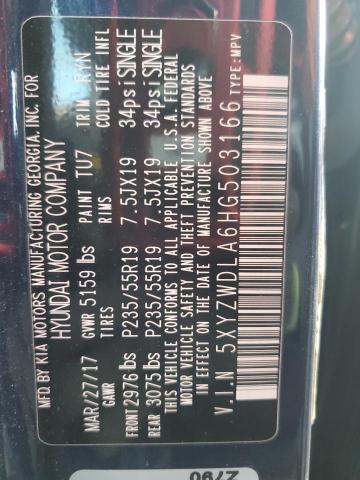 MFD. BY KIA MOTORS MANUFACTURING GEORGIA, INC. FOR
HYUNDAI MOTOR COMPANY
MAR/27/17 GVWR 5159 lbs PAINT TU7 TRIM RYN
GAWR TIRES RIMS COLD TIRE INFL
FRONT 2976 lbs P235/55R19 7.5JX19 34psi SINGLE
REAR 3075 lbs P235/55R19 7.5JX19 34psi SINGLE
THIS VEHICLE CONFORMS TO ALL APPLICABLE U.S.A. FEDERAL
MOTOR VEHICLE SAFETY AND THEFT PREVENTION STANDARDS
IN EFFECT ON THE DATE OF MANUFACTURE SHOWN ABOVE
V.I.N 5XYZWDLA6HG503166 TYPE: MPV